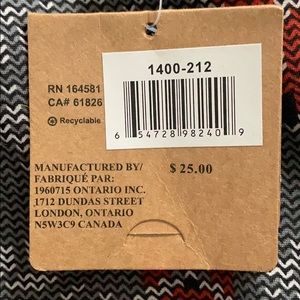 1400-212
RN 164581
CA# 61826
Recyclable
6 54728 98240 9
MANUFACTURED BY/
FABRIQUÉ PAR:
1960715 ONTARIO INC.
1712 DUNDAS STREET
LONDON, ONTARIO
N5W3C9 CANADA
$ 25.00